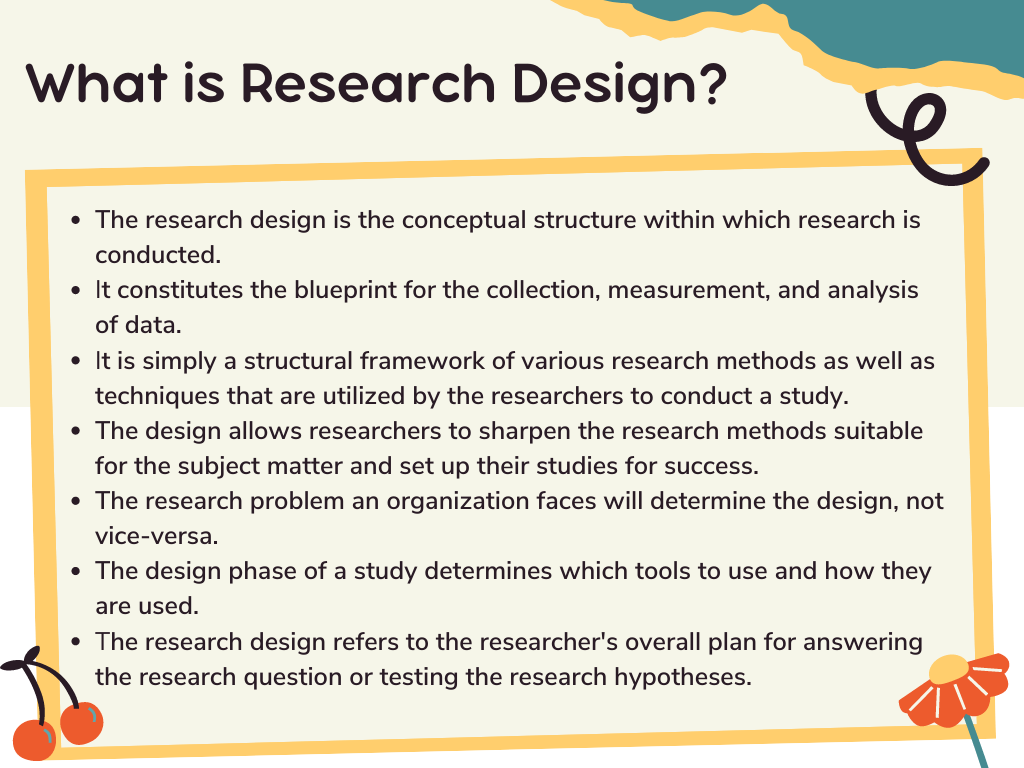 What is Research Design?
• The research design is the conceptual structure within which research is
conducted.
• It constitutes the blueprint for the collection, measurement, and analysis
of data.
• It is simply a structural framework of various research methods as well as
techniques that are utilized by the researchers to conduct a study.
• The design allows researchers to sharpen the research methods suitable
for the subject matter and set up their studies for success.
• The research problem an organization faces will determine the design, not
vice-versa.
• The design phase of a study determines which tools to use and how they
are used.
• The research design refers to the researcher's overall plan for answering
the research question or testing the research hypotheses.